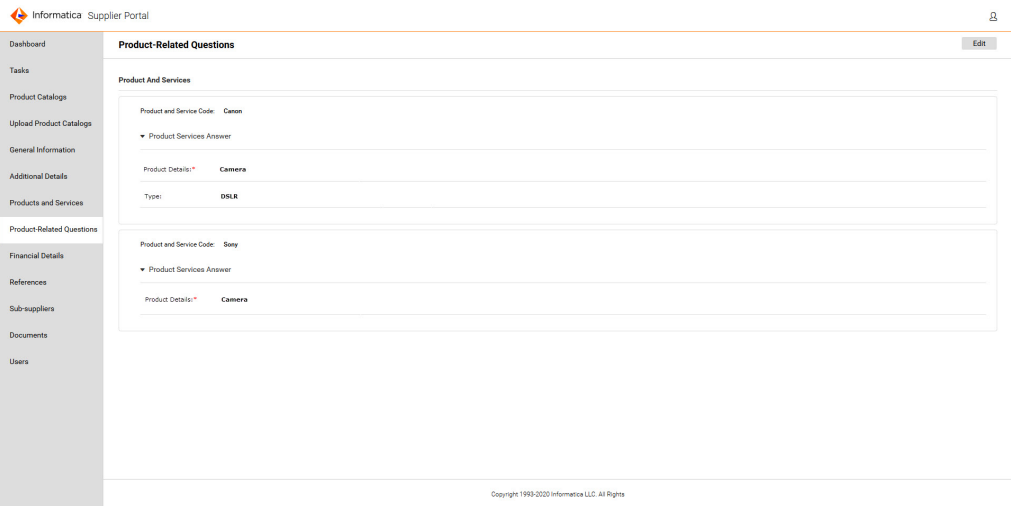 Informatica Supplier Portal
Dashboard
Tasks
Product Catalogs
Upload Product Catalogs
General Information
Additional Details
Products and Services
Product-Related Questions
Financial Details
References
Sub-suppliers
Documents
Users
Product-Related Questions Edit
Product And Services
Product and Service Code: Canon
Product Services Answer
Product Details:* Camera
Type: DSLR
Product and Service Code: Sony
Product Services Answer
Product Details:* Camera
Copyright 1993-2020 Informatica LLC. All Rights